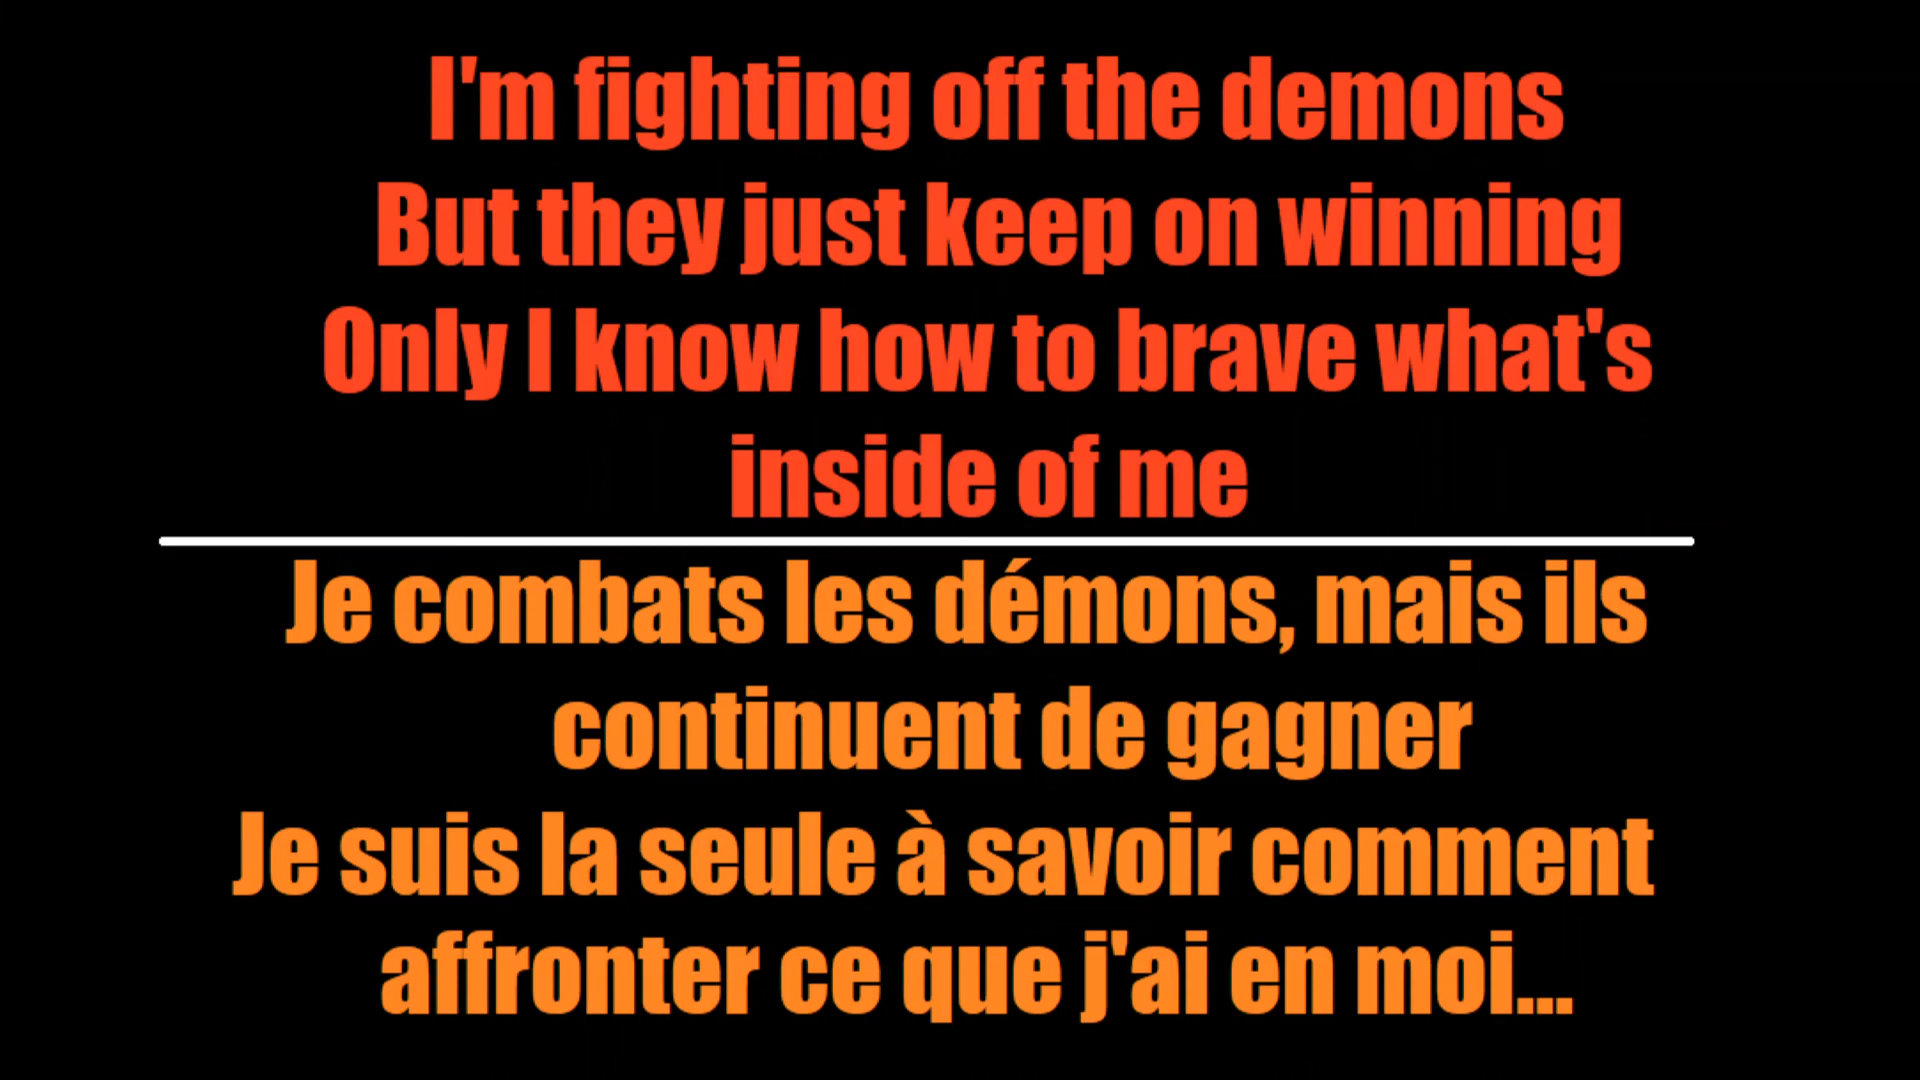 I'm fighting off the demons
But they just keep on winning
Only I know how to brave what's
inside of me
Je combats les démons, mais ils
continuent de gagner
Je suis la seule à savoir comment
affronter ce que j'ai en moi...